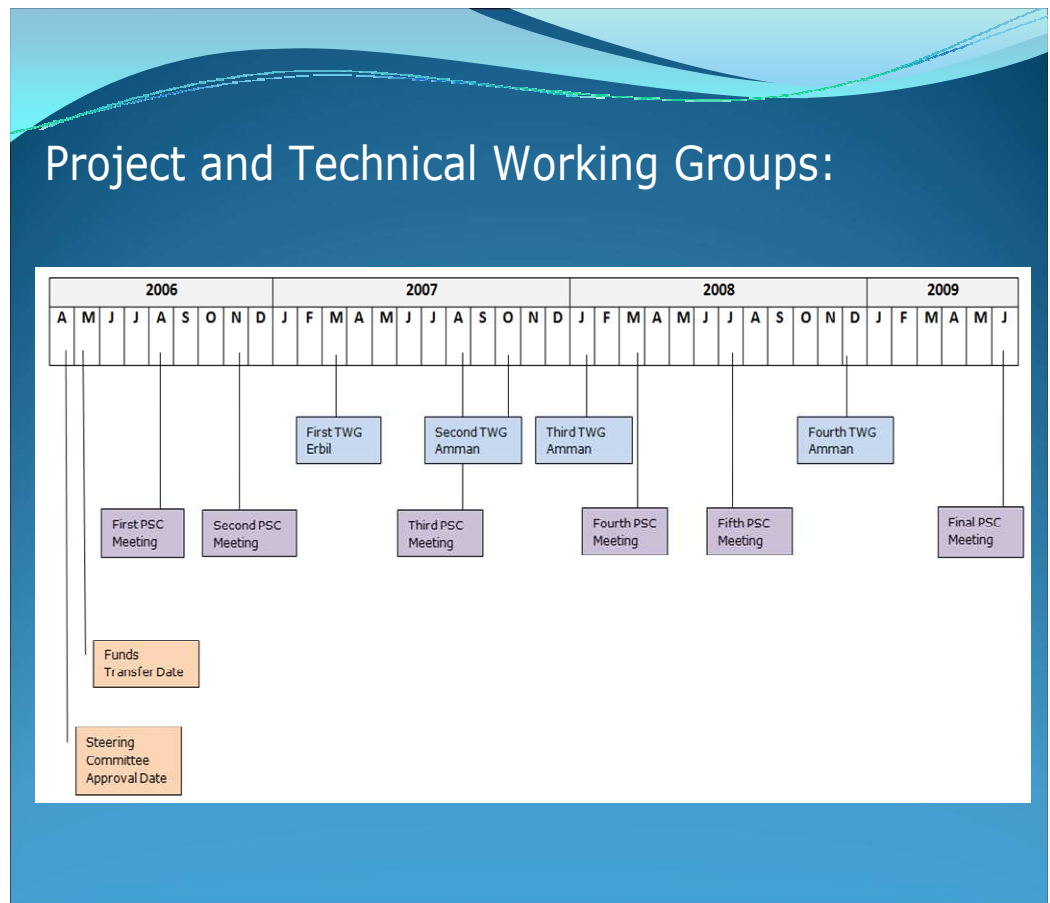 Project and Technical Working Groups:
2006 2007 2008 2009
A M J J A S O N D J F M A M J J A S O N D J F M A M J J A S O N D J F M A M J
First TWG
Erbil
Second TWG
Amman
Third TWG
Amman
Fourth TWG
Amman
First PSC
Meeting
Second PSC
Meeting
Third PSC
Meeting
Fourth PSC
Meeting
Fifth PSC
Meeting
Final PSC
Meeting
Funds
Transfer Date
Steering
Committee
Approval Date